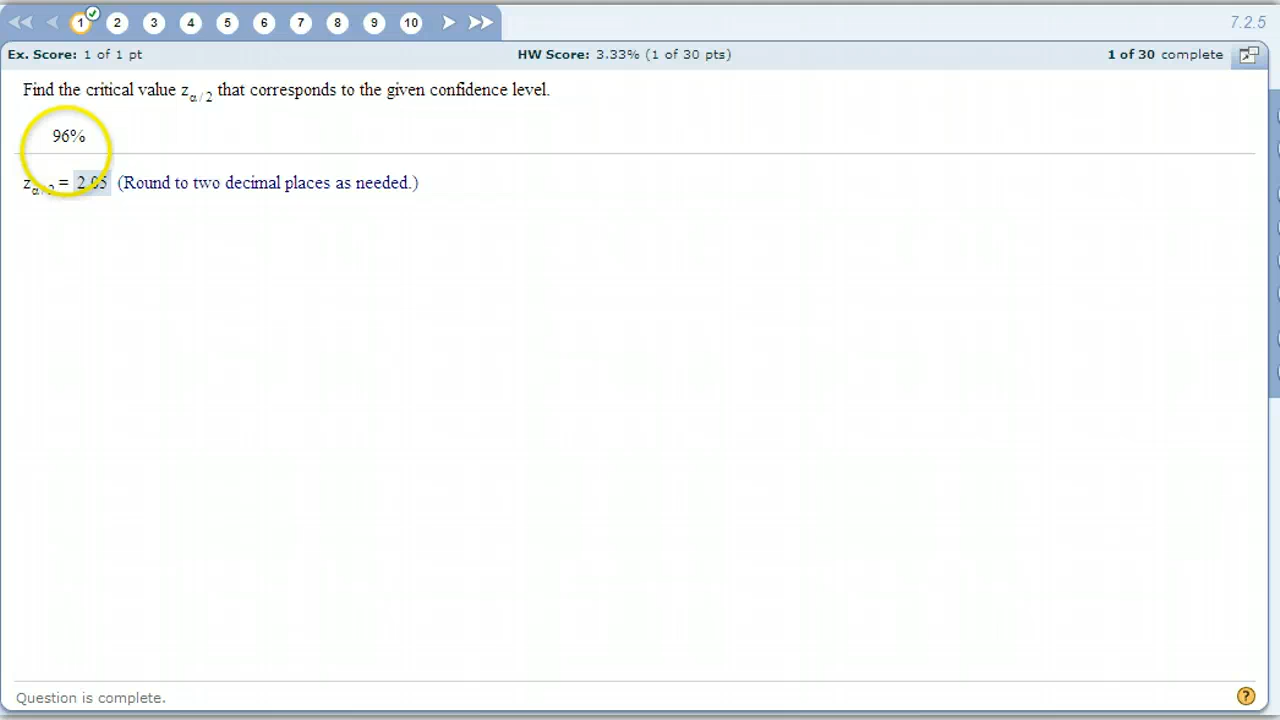 1 2 3 4 5 6 7 8 9 10 7.2.5
Ex. Score: 1 of 1 pt HW Score: 3.33% (1 of 30 pts) 1 of 30 complete
Find the critical value zα/2 that corresponds to the given confidence level.
96%
zα/2 = 2.05 (Round to two decimal places as needed.)
Question is complete. ?